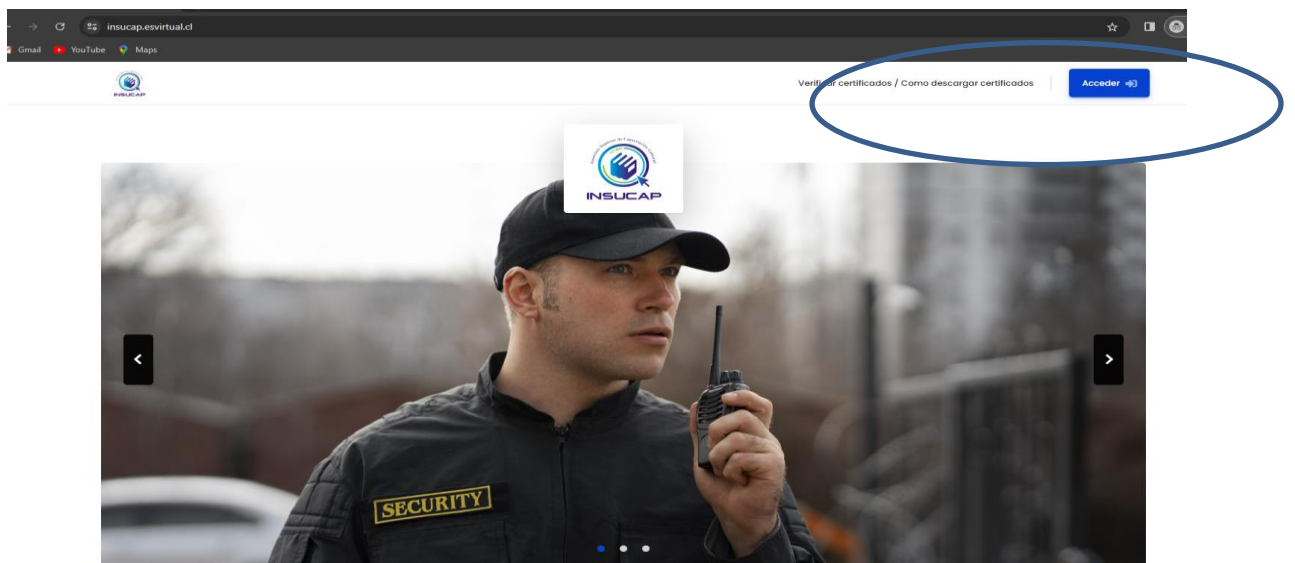 insucap.esvirtual.cl
Gmail YouTube Maps
INSUCAP
Verificar certificados / Como descargar certificados
Acceder
INSUCAP
SECURITY